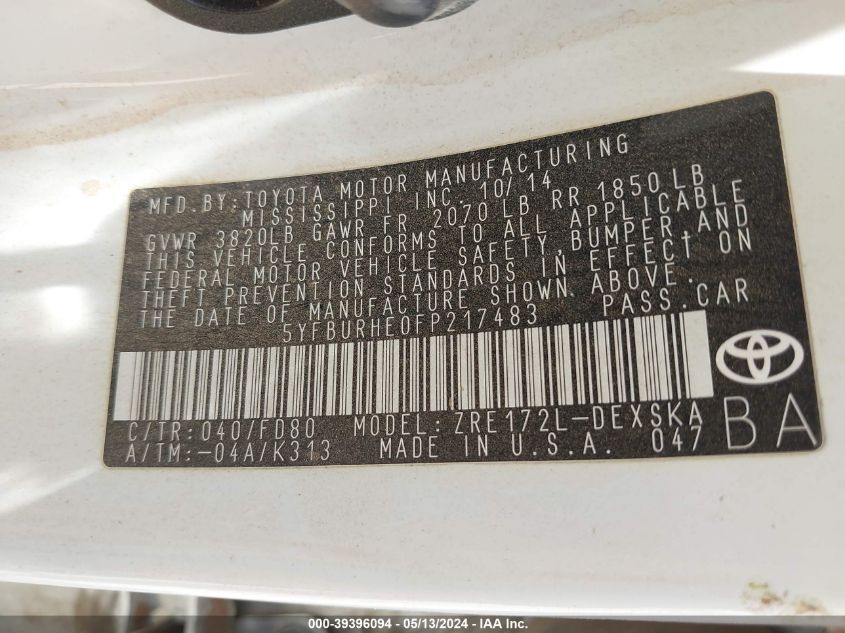 MFD. BY: TOYOTA MOTOR MANUFACTURING
MISSISSIPPI INC. 10/14
GVWR 3820LB GAWR FR 2070 LB RR 1850 LB
THIS VEHICLE CONFORMS TO ALL APPLICABLE
FEDERAL MOTOR VEHICLE SAFETY, BUMPER, AND
THEFT PREVENTION STANDARDS IN EFFECT ON
THE DATE OF MANUFACTURE SHOWN ABOVE.
5YFBURHE0FP217483 PASS. CAR
C/TR: 040/FD80 MODEL: ZRE172L-DEXSKA
A/TM: -04A/K313 MADE IN U.S.A. 047
BA
000-39396094 - 05/13/2024 - IAA Inc.